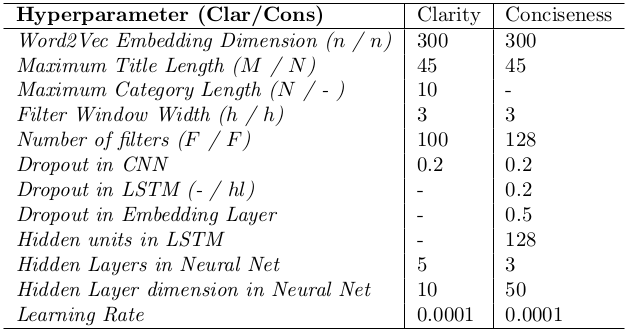 Hyperparameter (Clar/Cons) Clarity Conciseness
Word2Vec Embedding Dimension (n / n) 300 300
Maximum Title Length (M / N) 45 45
Maximum Category Length (N / - ) 10 -
Filter Window Width (h / h) 3 3
Number of filters (F / F) 100 128
Dropout in CNN 0.2 0.2
Dropout in LSTM (- / hl) - 0.2
Dropout in Embedding Layer - 0.5
Hidden units in LSTM - 128
Hidden Layers in Neural Net 5 3
Hidden Layer dimension in Neural Net 10 50
Learning Rate 0.0001 0.0001